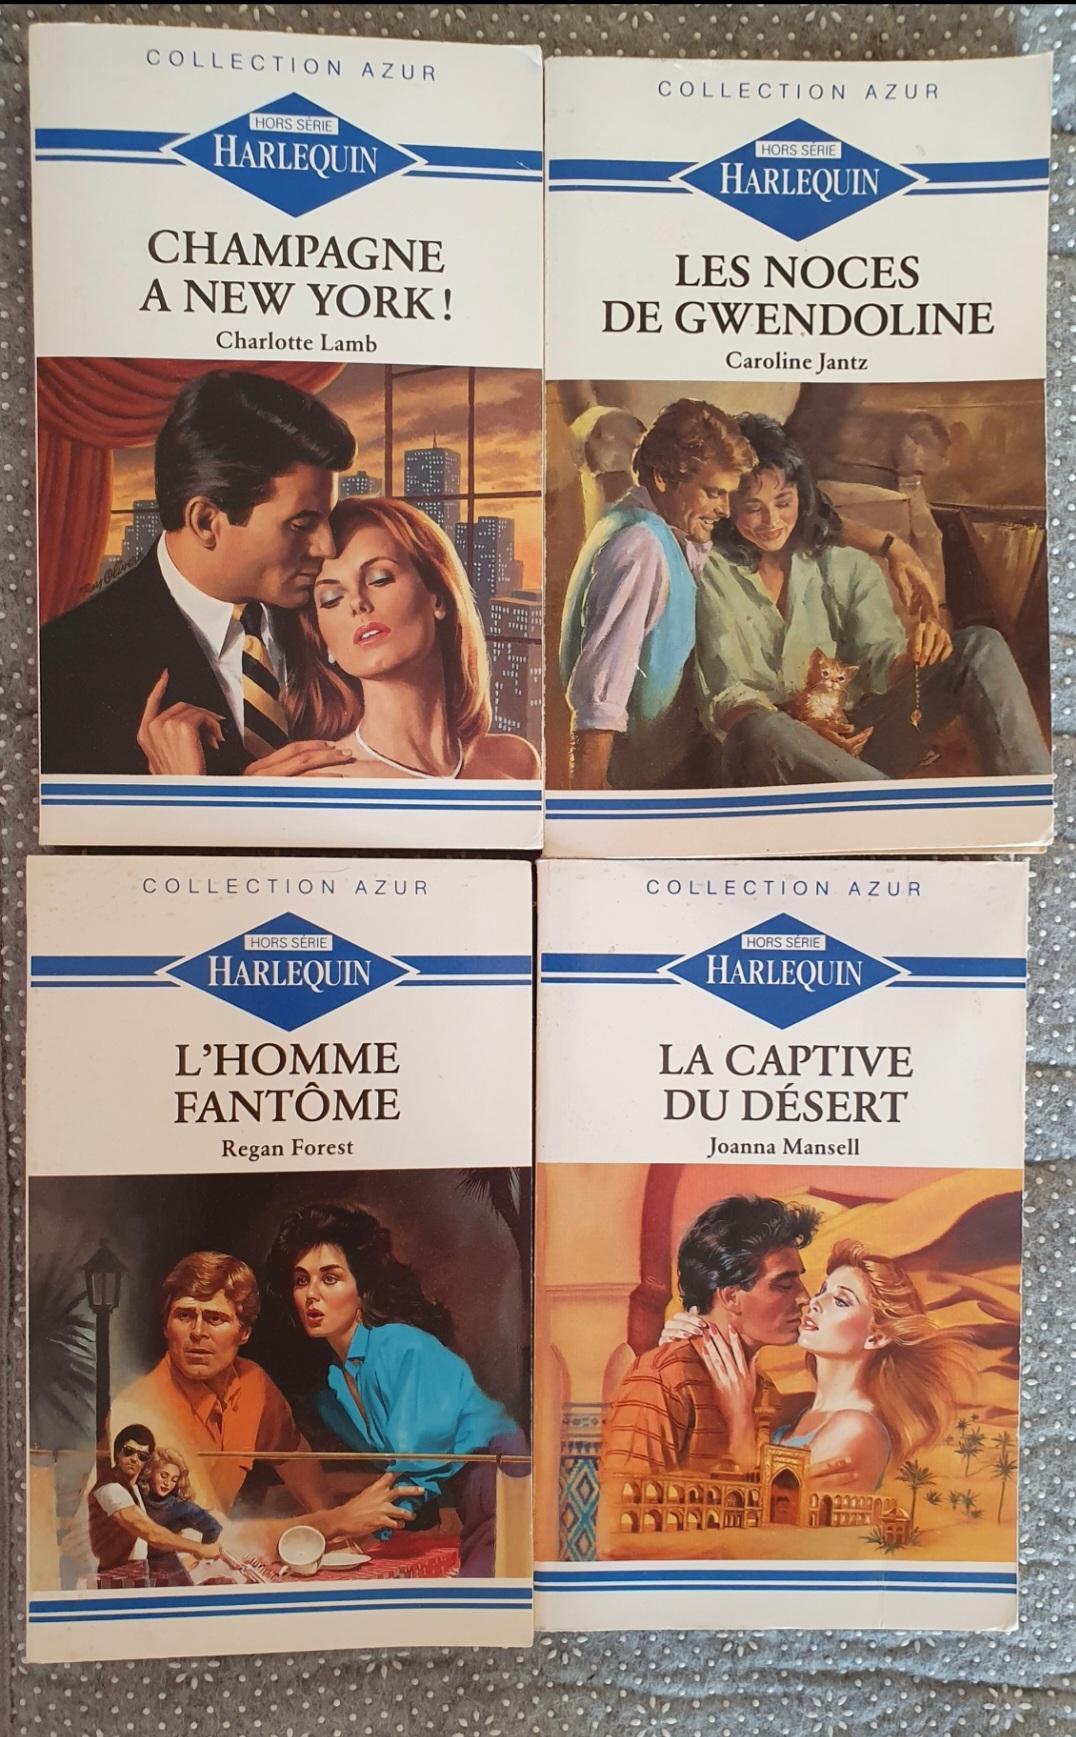 COLLECTION AZUR
HORS SÉRIE
HARLEQUIN
CHAMPAGNE
A NEW YORK !
Charlotte Lamb
COLLECTION AZUR
HORS SÉRIE
HARLEQUIN
LES NOCES
DE GWENDOLINE
Caroline Jantz
COLLECTION AZUR
HORS SÉRIE
HARLEQUIN
L'HOMME
FANTÔME
Regan Forest
COLLECTION AZUR
HORS SÉRIE
HARLEQUIN
LA CAPTIVE
DU DÉSERT
Joanna Mansell